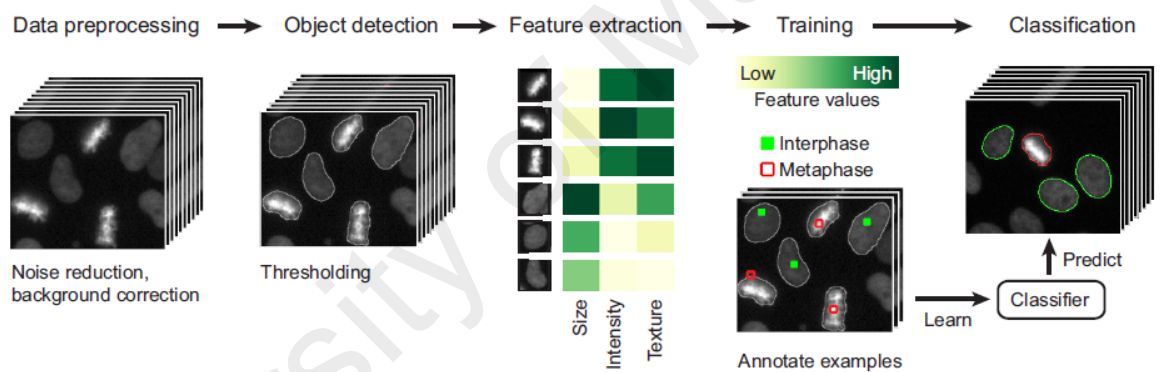 Data preprocessing
Object detection
Feature extraction
Training
Classification
Noise reduction,
background correction
Thresholding
Size
Intensity
Texture
Low High
Feature values
Interphase
Metaphase
Annotate examples
Learn
Classifier
Predict